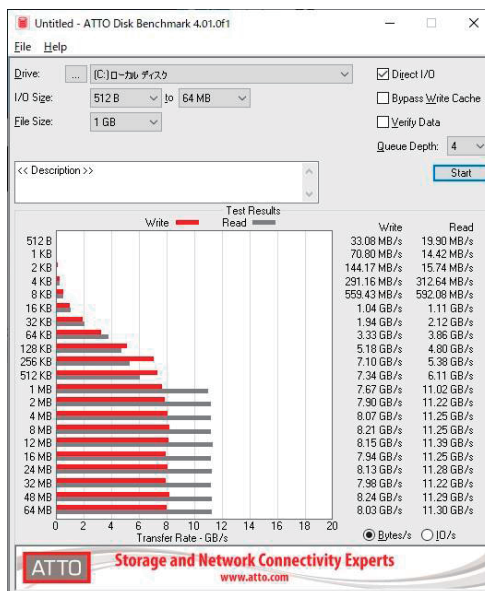 Untitled - ATTO Disk Benchmark 4.01.0f1
File Help
Drive: ... (C:)ローカル ディスク
Direct I/O
I/O Size: 512 B to 64 MB
Bypass Write Cache
File Size: 1 GB
Verify Data
Queue Depth: 4
<< Description >>
Start
Test Results
Write Read
Write Read
512 B 33.08 MB/s 19.90 MB/s
1 KB 70.80 MB/s 14.42 MB/s
2 KB 144.17 MB/s 15.74 MB/s
4 KB 291.16 MB/s 312.64 MB/s
8 KB 559.43 MB/s 592.08 MB/s
16 KB 1.04 GB/s 1.11 GB/s
32 KB 1.94 GB/s 2.12 GB/s
64 KB 3.33 GB/s 3.86 GB/s
128 KB 5.18 GB/s 4.80 GB/s
256 KB 7.10 GB/s 5.38 GB/s
512 KB 7.34 GB/s 6.11 GB/s
1 MB 7.67 GB/s 11.02 GB/s
2 MB 7.90 GB/s 11.22 GB/s
4 MB 8.07 GB/s 11.25 GB/s
8 MB 8.21 GB/s 11.25 GB/s
12 MB 8.15 GB/s 11.39 GB/s
16 MB 7.94 GB/s 11.25 GB/s
24 MB 8.13 GB/s 11.28 GB/s
32 MB 7.98 GB/s 11.22 GB/s
48 MB 8.24 GB/s 11.29 GB/s
64 MB 8.03 GB/s 11.30 GB/s
0 2 4 6 8 10 12 14 16 18 20
Transfer Rate - GB/s
Bytes/s IO/s
ATTO
Storage and Network Connectivity Experts
www.atto.com